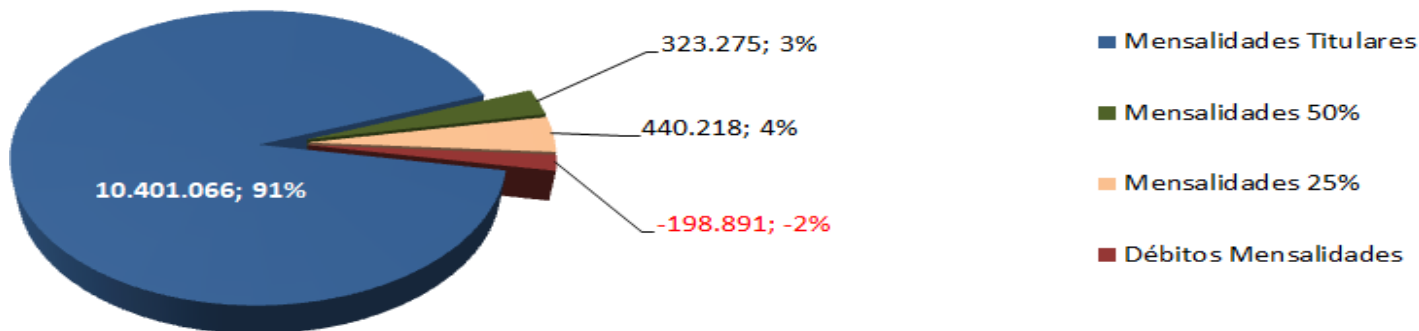 323.275; 3%
440.218; 4%
10.401.066; 91%
-198.891; -2%
Mensalidades Titulares
Mensalidades 50%
Mensalidades 25%
Débitos Mensalidades